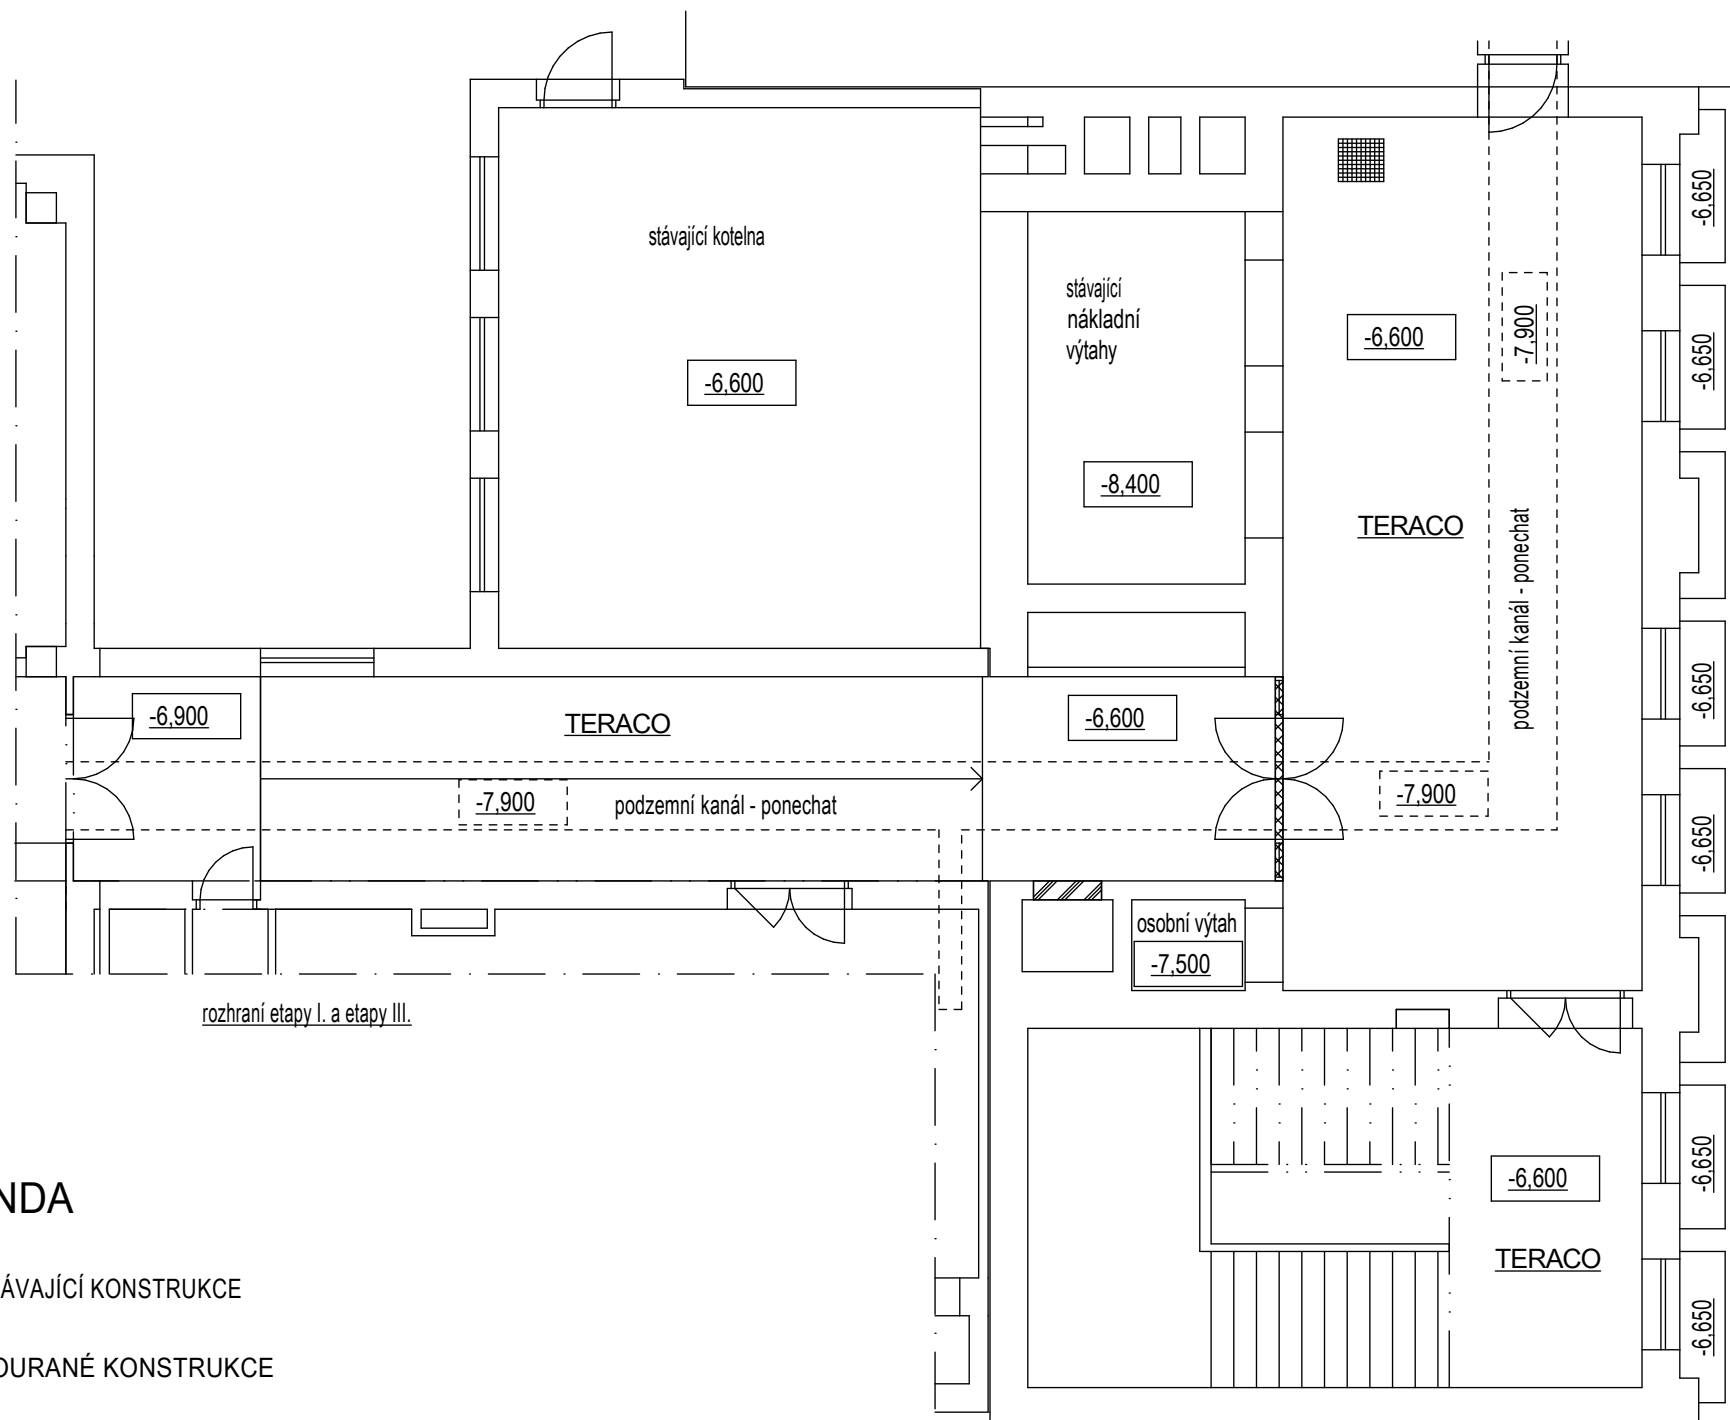 stávající kotelna
-6,600
stávající
nákladní
výtahy
-8,400
-6,600
-7,900
TERACO
podzemní kanál - ponechat
-6,650
-6,650
-6,650
-6,650
-6,650
-6,650
-6,900
TERACO
-6,600
-7,900
podzemní kanál - ponechat
-7,900
osobní výtah
-7,500
rozhraní etapy I. a etapy III.
-6,600
TERACO
NDA
ÁVAJÍCÍ KONSTRUKCE
OURANÉ KONSTRUKCE